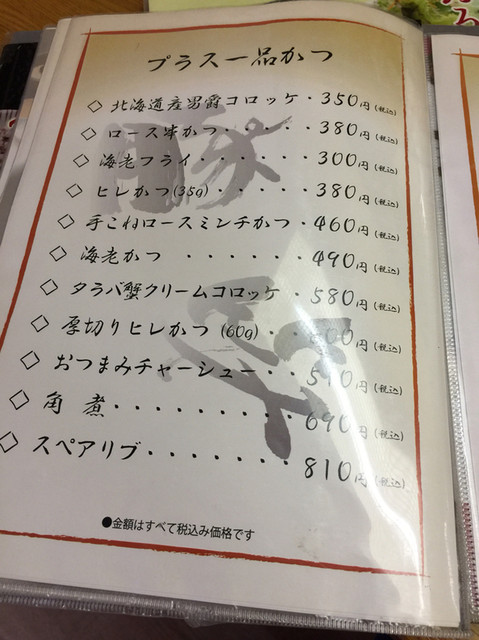 プラス一品かつ
◇ 北海道産男爵コロッケ・350円(税込)
◇ ロース串かつ・・・・・・380円(税込)
◇ 海老フライ・・・・・・300円(税込)
◇ ヒレかつ(35g)・・・・・380円(税込)
◇ 手こねロースミンチかつ・460円(税込)
◇ 海老かつ ・・・・・・490円(税込)
◇ タラバ蟹クリームコロッケ・580円(税込)
◇ 厚切りヒレかつ (60g)・・600円(税込)
◇ おつまみチャーシュー・・・510円(税込)
◇ 角煮・・・・・・・・・690円(税込)
◇ スペアリブ・・・・・・・810円(税込)
●金額はすべて税込み価格です